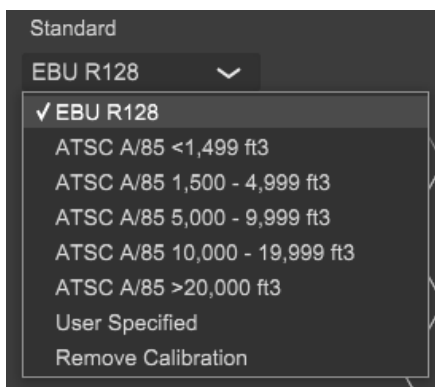 Standard
EBU R128
✓ EBU R128
ATSC A/85 <1,499 ft3
ATSC A/85 1,500 - 4,999 ft3
ATSC A/85 5,000 - 9,999 ft3
ATSC A/85 10,000 - 19,999 ft3
ATSC A/85 >20,000 ft3
User Specified
Remove Calibration